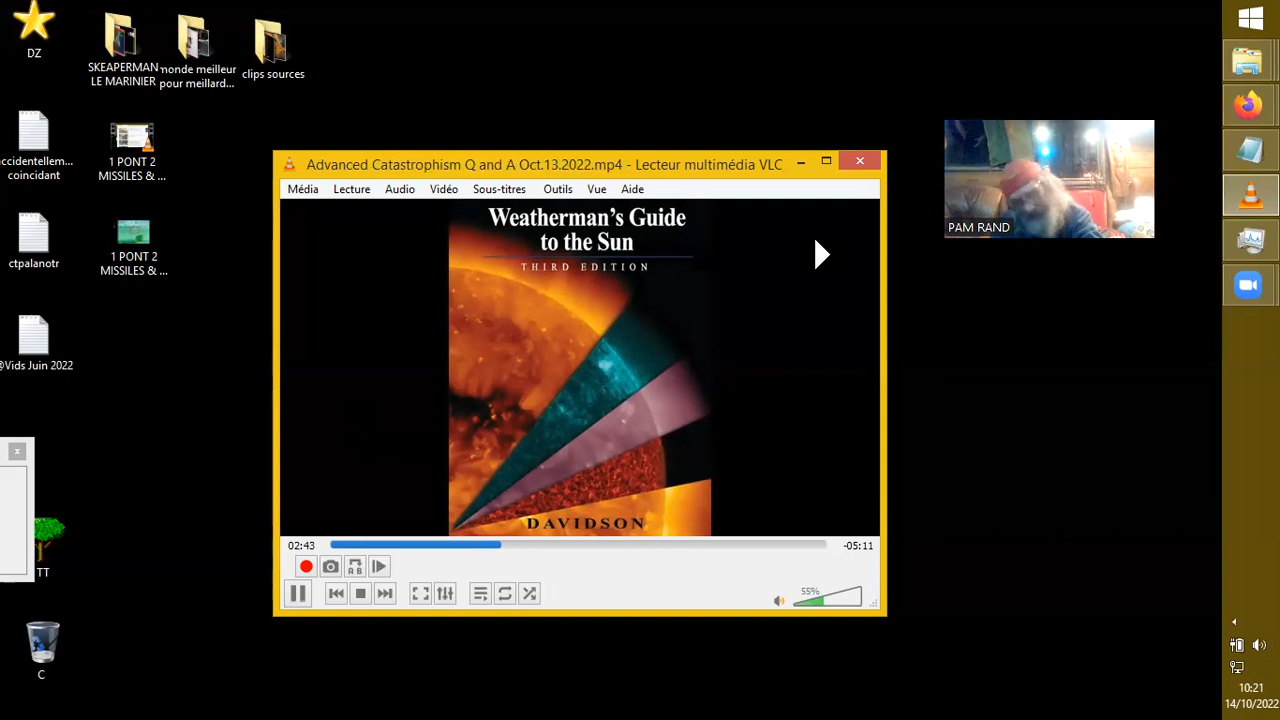 DZ
SKEAPERMAN
LE MARINIER
monde meilleur
pour meillard...
clips sources
accidentellem...
coincidant
1 PONT 2
MISSILES & ...
ctpalanotr
1 PONT 2
MISSILES & ...
@Vids Juin 2022
x
TT
C
Advanced Catastrophism Q and A Oct.13.2022.mp4 - Lecteur multimédia VLC
Média Lecture Audio Vidéo Sous-titres Outils Vue Aide
Weatherman's Guide
to the Sun
THIRD EDITION
DAVIDSON
02:43 -05:11
A B
55%
PAM RAND
10:21
14/10/2022